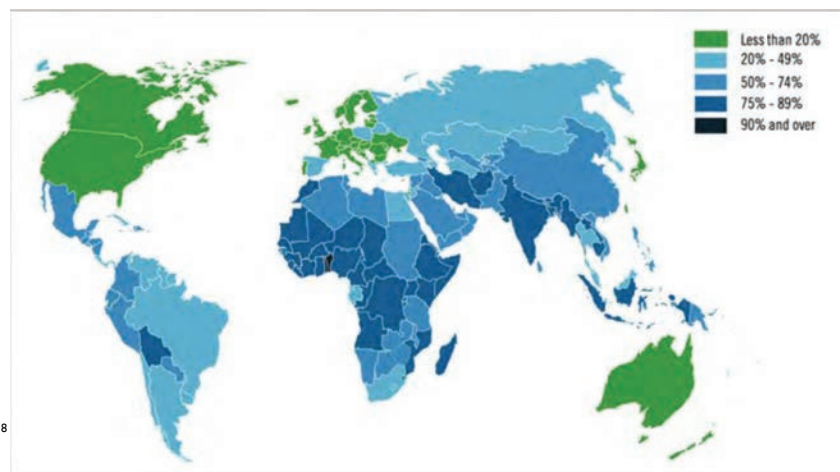 Less than 20%
20% - 49%
50% - 74%
75% - 89%
90% and over
8